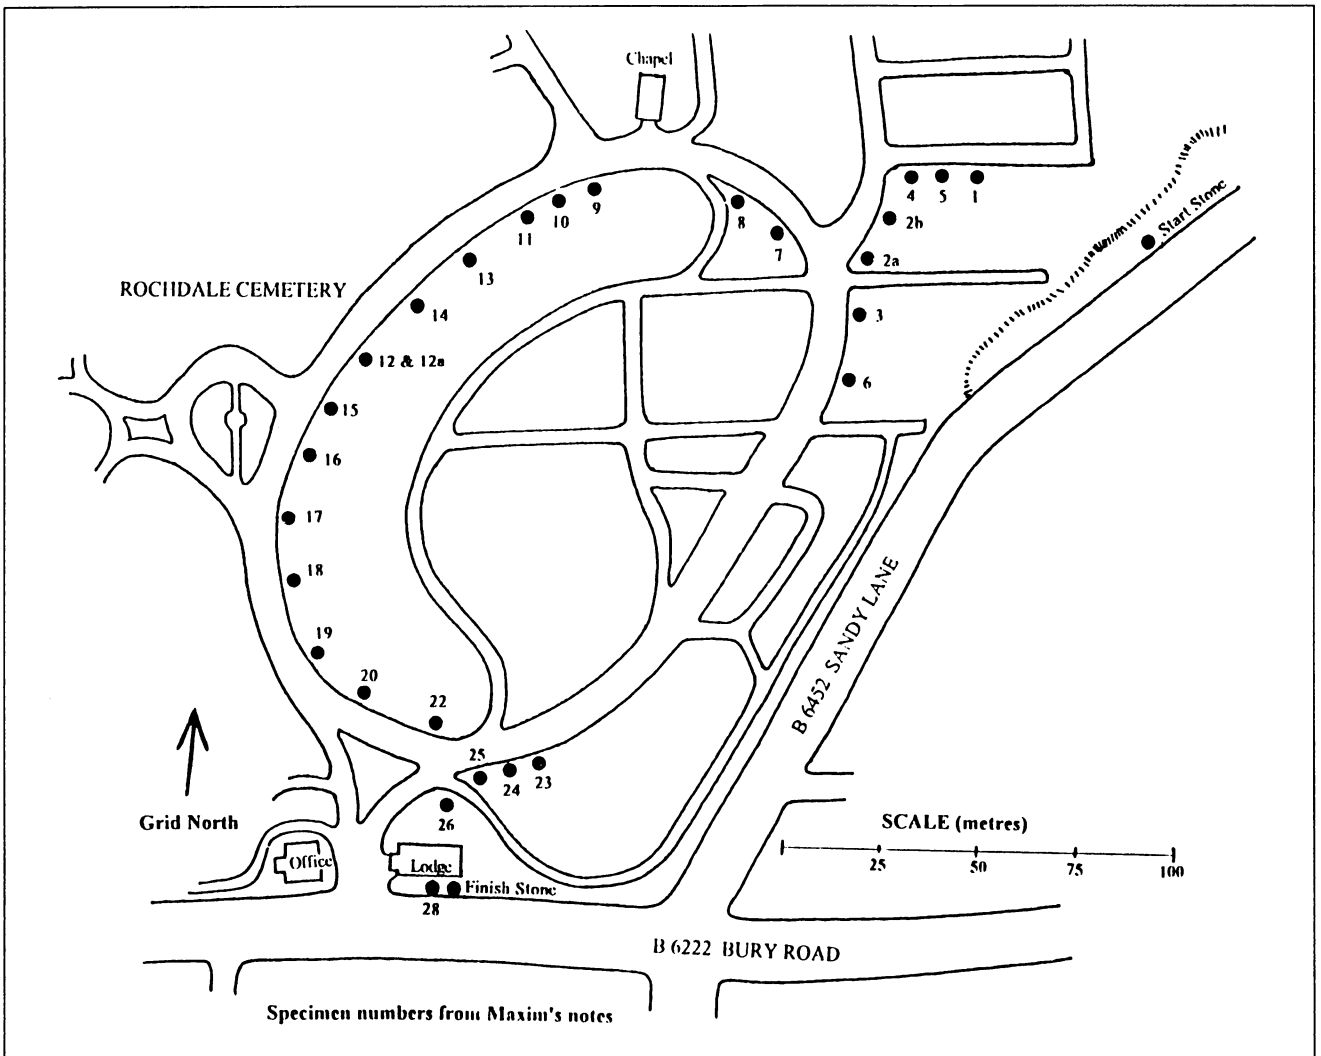 Chapel
4 5 1
9
10
11
8
7
2b
2a
Start Stone
13
ROCHDALE CEMETERY
14
3
12 & 12a
6
15
16
17
18
19
20
22
B 6452 SANDY LANE
25
24
23
26
Grid North
SCALE (metres)
25 50 75 100
Office
Lodge
Finish Stone
28
B 6222 BURY ROAD
Specimen numbers from Maxim's notes